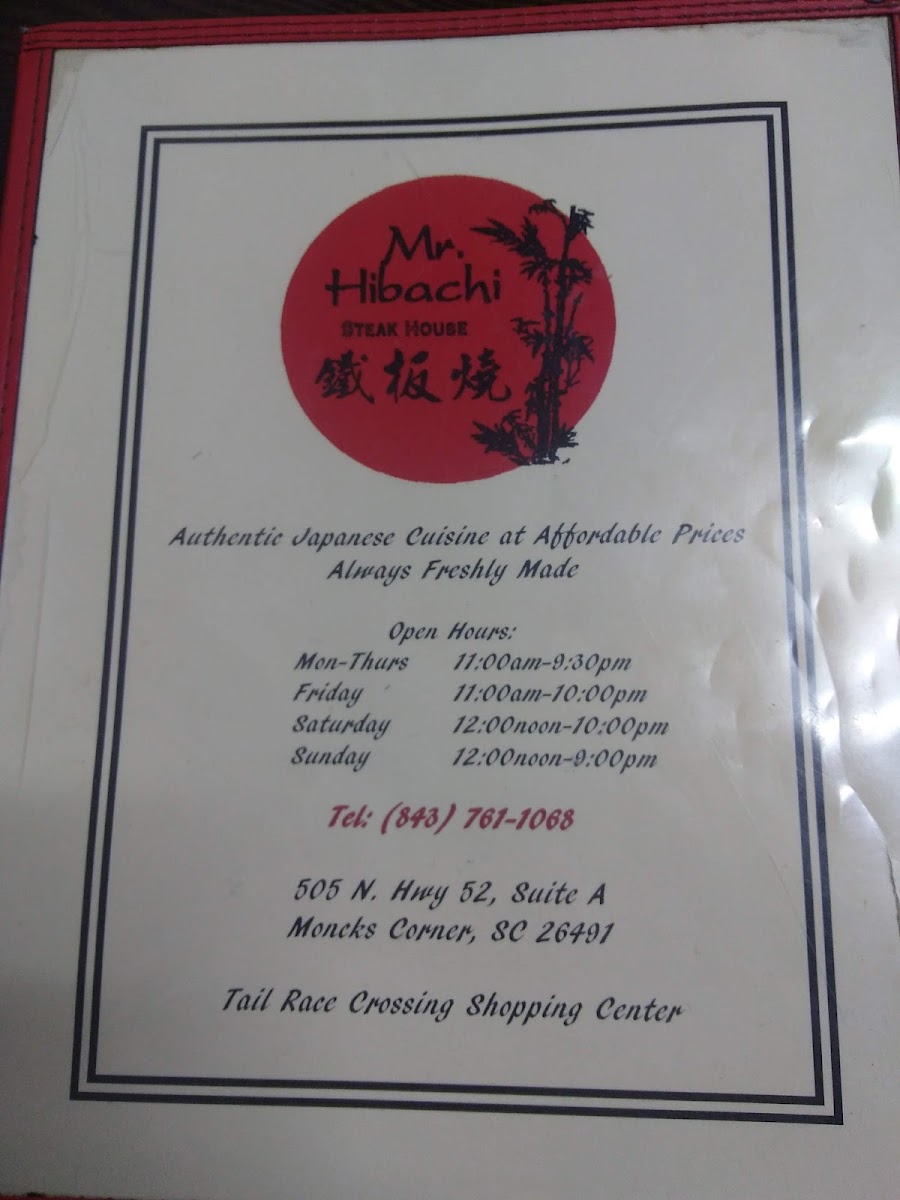 Mr.
Hibachi
STEAK HOUSE
鐵板燒
Authentic Japanese Cuisine at Affordable Prices
Always Freshly Made
Open Hours:
Mon-Thurs 11:00am-9:30pm
Friday 11:00am-10:00pm
Saturday 12:00noon-10:00pm
Sunday 12:00noon-9:00pm
Tel: (843) 761-1068
505 N. Hwy 52, Suite A
Moncks Corner, SC 26491
Tail Race Crossing Shopping Center